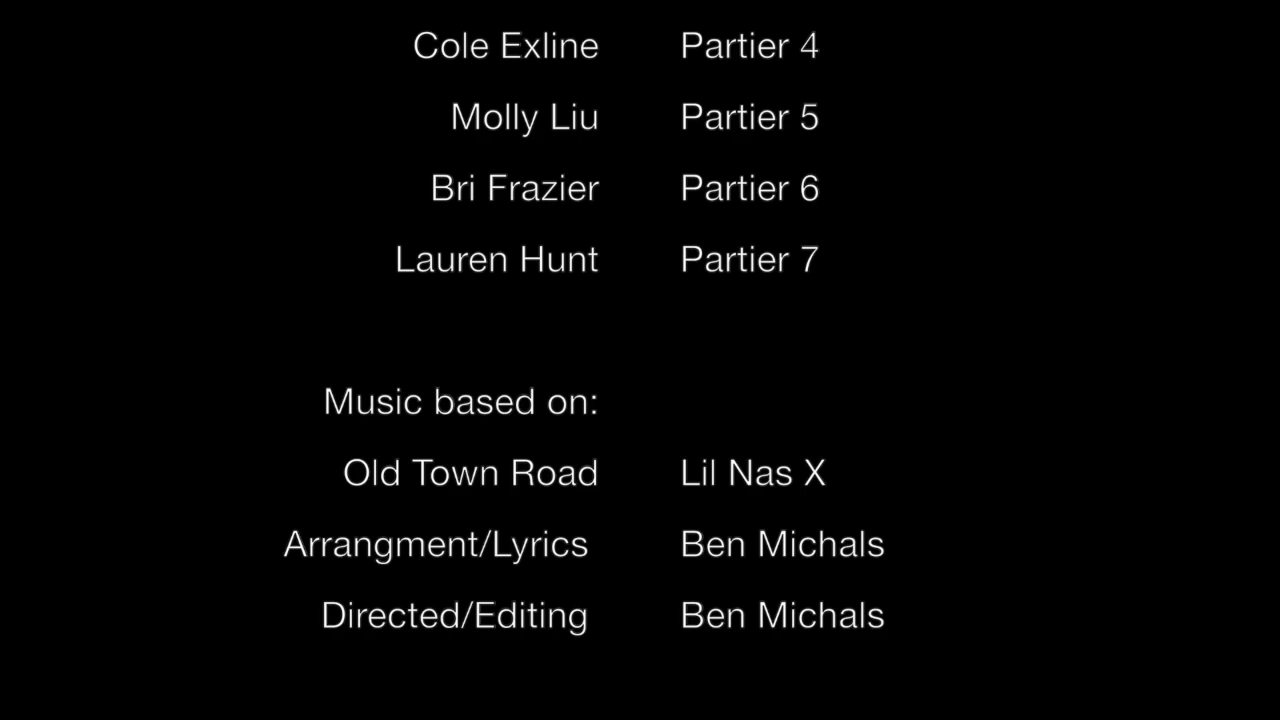 Cole Exline Partier 4
Molly Liu Partier 5
Bri Frazier Partier 6
Lauren Hunt Partier 7
Music based on:
Old Town Road Lil Nas X
Arrangment/Lyrics Ben Michals
Directed/Editing Ben Michals